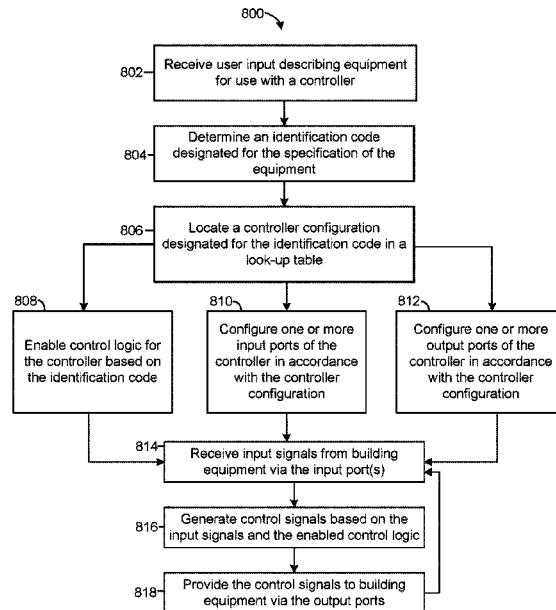 800
802
Receive user input describing equipment
for use with a controller
804
Determine an identification code
designated for the specification of the
equipment
806
Locate a controller configuration
designated for the identification code in a
look-up table
808
Enable control logic for
the controller based on
the identification code
810
Configure one or more
input ports of the
controller in accordance
with the controller
configuration
812
Configure one or more
output ports of the
controller in accordance
with the controller
configuration
814
Receive input signals from building
equipment via the input port(s)
816
Generate control signals based on the
input signals and the enabled control logic
818
Provide the control signals to building
equipment via the output ports